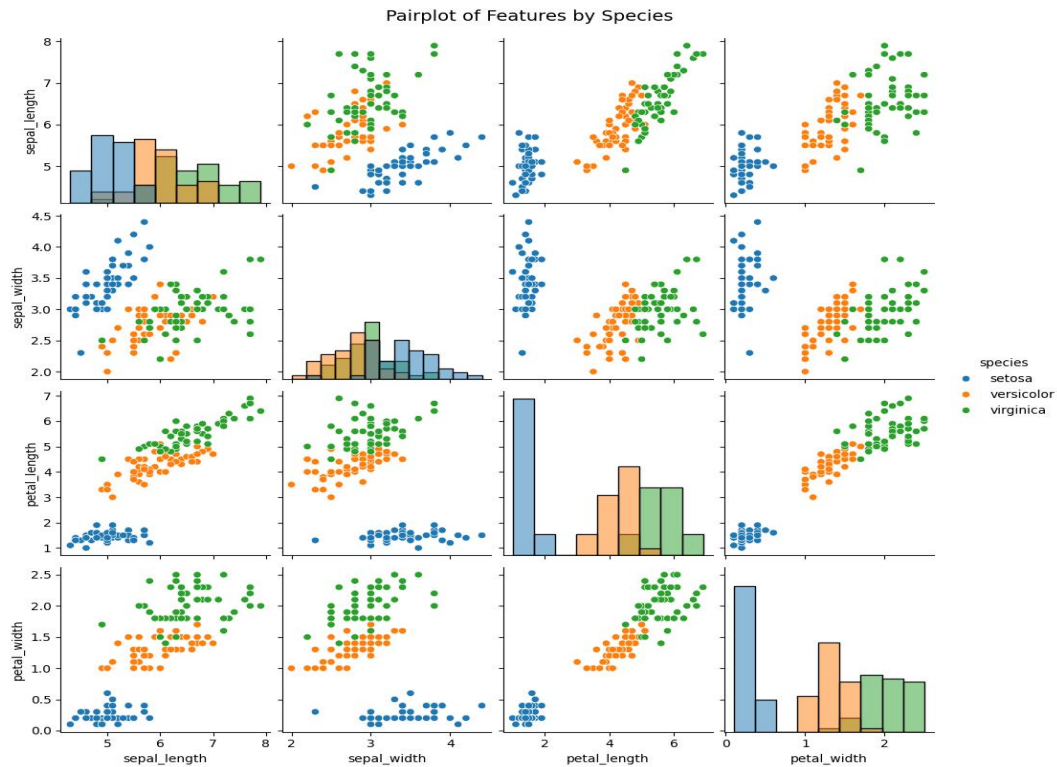 Pairplot of Features by Species
8
7
6
5
sepal_length
4.5
4.0
3.5
3.0
2.5
2.0
sepal_width
species
setosa
versicolor
virginica
7
6
5
4
3
2
1
petal_length
2.5
2.0
1.5
1.0
0.5
0.0
petal_width
5 6 7 8
2 3 4
2 4 6
0 1 2
sepal_length sepal_width petal_length petal_width